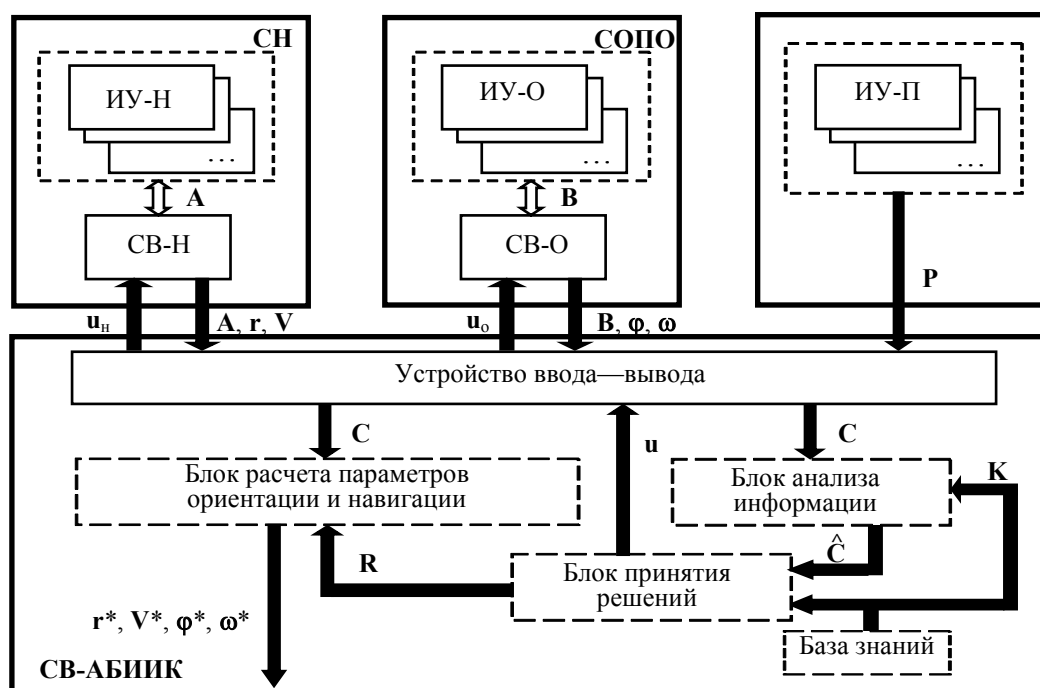 СН
ИУ-Н
...
А
СВ-Н
СОПО
ИУ-О
...
В
СВ-О
ИУ-П
...
Р
uн
А, r, V
uо
В, φ, ω
Устройство ввода—вывода
С
u
С
Блок расчета параметров
ориентации и навигации
Блок анализа
информации
К
R
Ĉ
Блок принятия
решений
r*, V*, φ*, ω*
База знаний
СВ-АБИИК